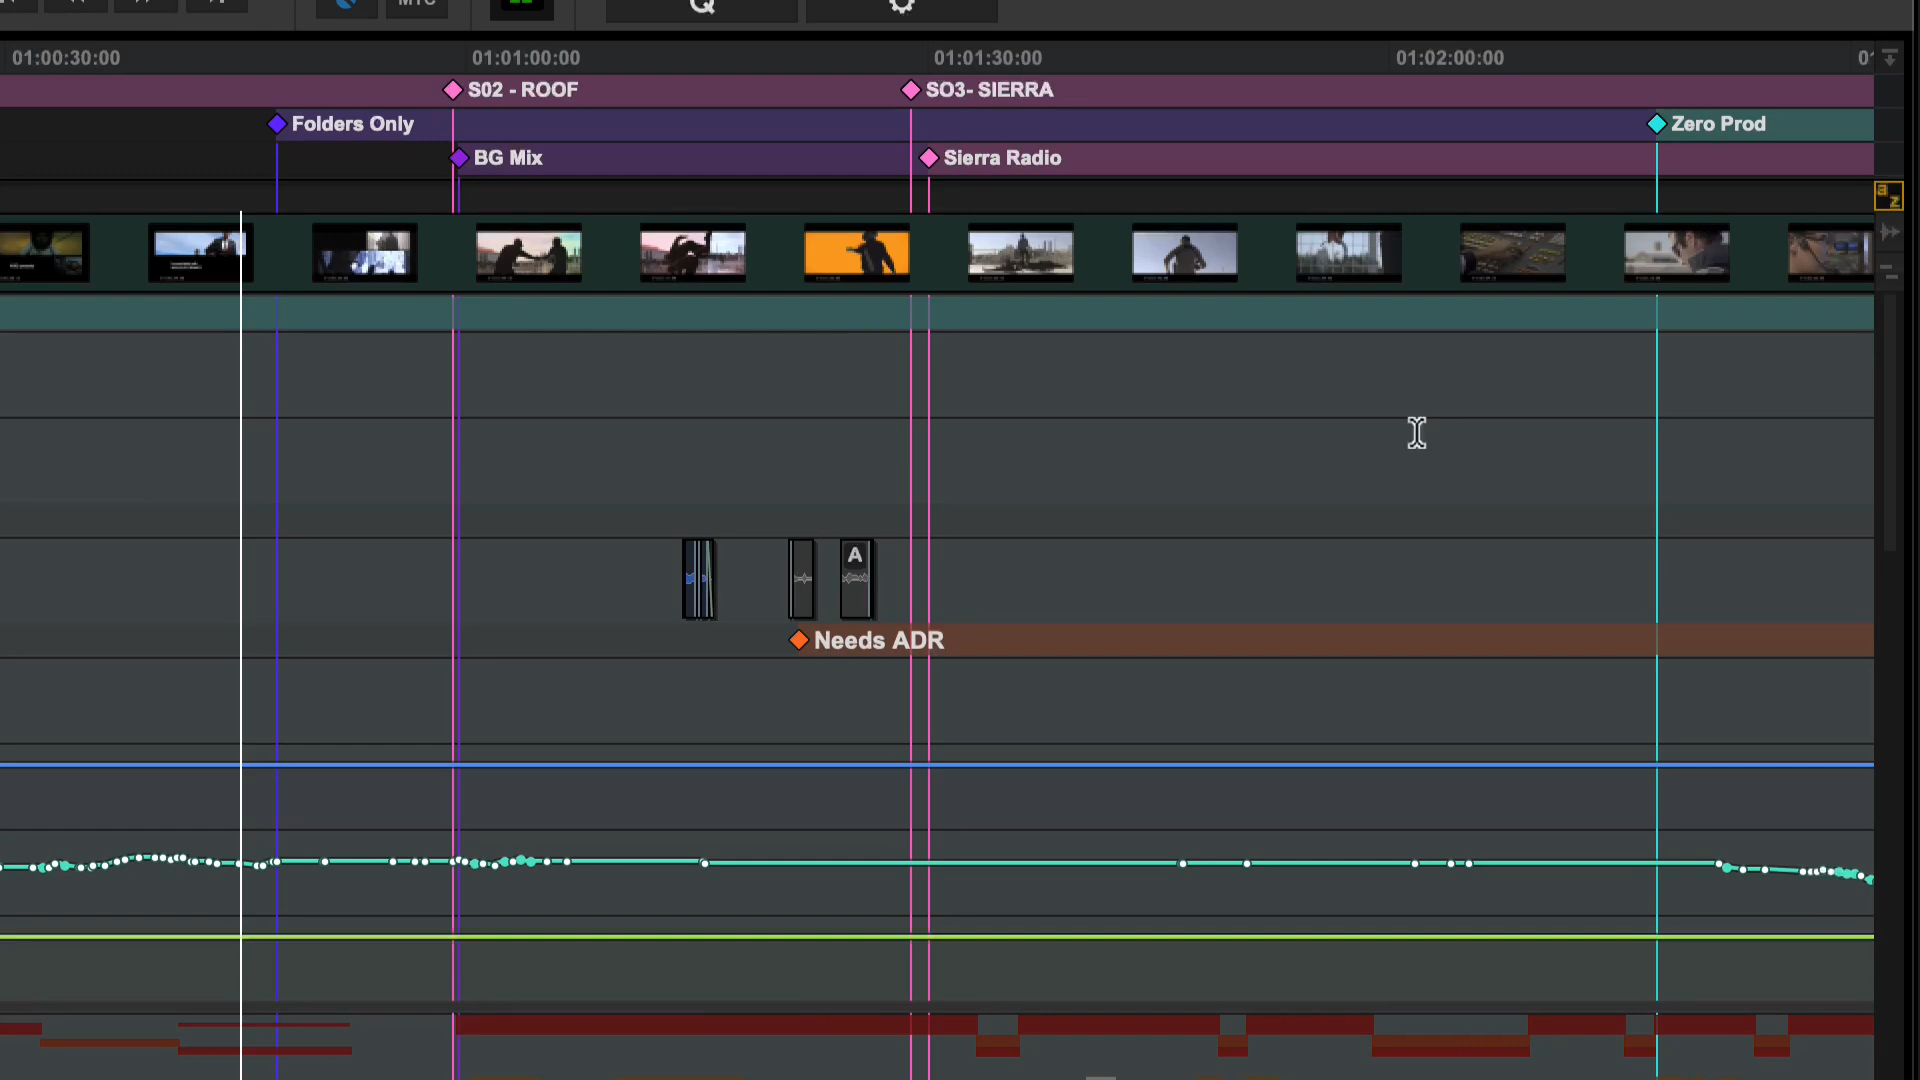 MTC
01:00:30:00 01:01:00:00 01:01:30:00 01:02:00:00
S02 - ROOF SO3- SIERRA
Folders Only Zero Prod
BG Mix Sierra Radio
a
z
A
Needs ADR